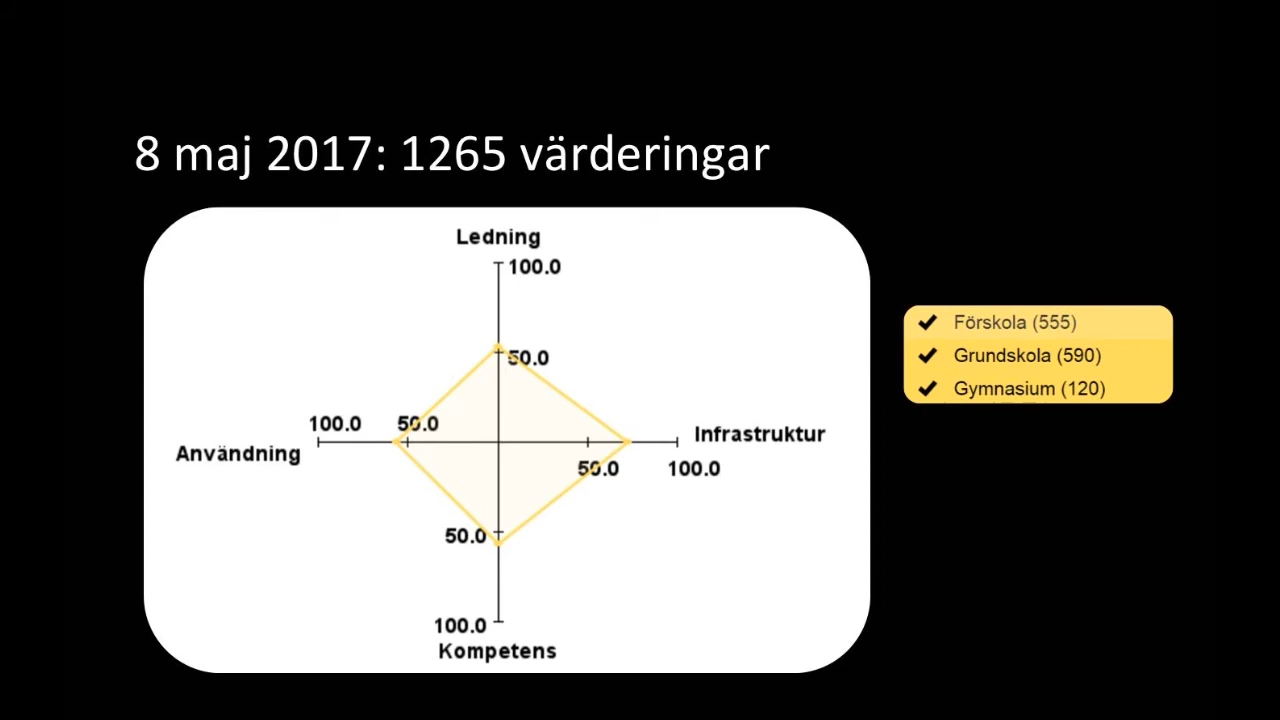 8 maj 2017: 1265 värderingar
Ledning
100.0
50.0
100.0
50.0
Användning
Infrastruktur
50.0
100.0
50.0
100.0
Kompetens
Förskola (555)
Grundskola (590)
Gymnasium (120)